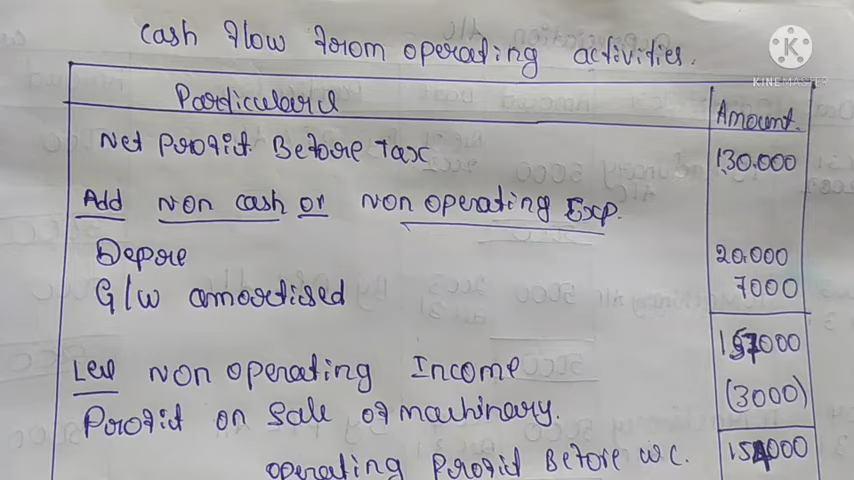 Cash flow from operating activities.
K
KINEMASTER
Particulard
Amount.
Net Profit Before Tax
130.000
Add Non cash or Non operating Exp.
Depre
20.000
G/w amortised
7000
157000
Less Non operating Income
Profit on Sale of machinary.
(3000)
operating Profit Before w.c.
154000